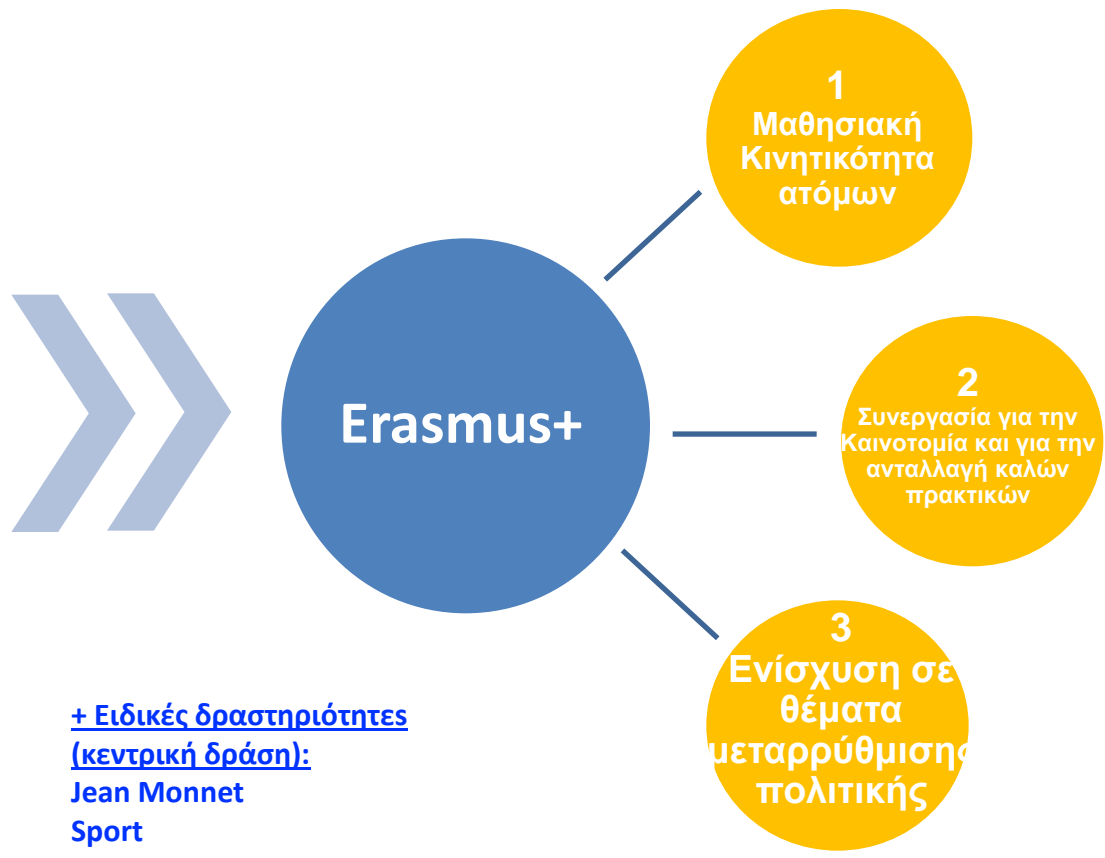 1
Μαθησιακή
Κινητικότητα
ατόμων
Erasmus+
2
Συνεργασία για την
Καινοτομία και για την
ανταλλαγή καλών
πρακτικών
3
Ενίσχυση σε
θέματα
μεταρρύθμισης
πολιτικής
+ Ειδικές δραστηριότητεs
(κεντρική δράση):
Jean Monnet
Sport